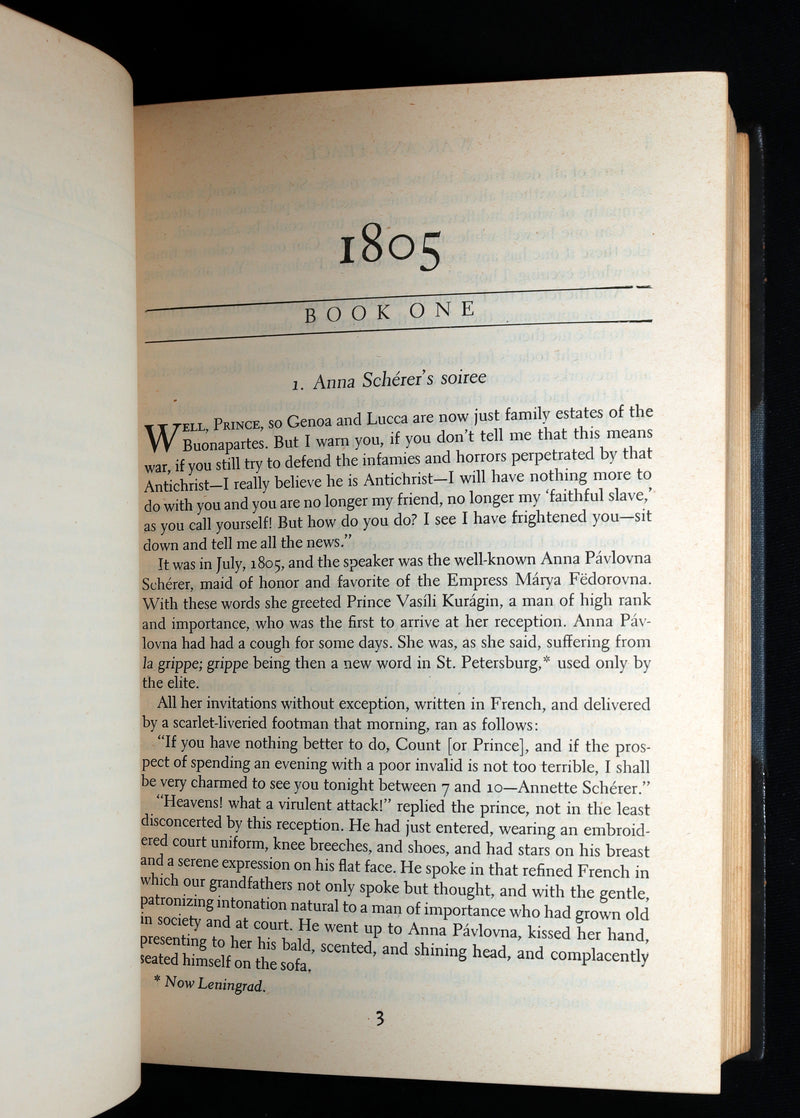 1805
BOOK ONE
1. Anna Schérer's soiree
WELL, PRINCE, so Genoa and Lucca are now just family estates of the
Buonapartes. But I warn you, if you don't tell me that this means
war, if you still try to defend the infamies and horrors perpetrated by that
Antichrist—I really believe he is Antichrist—I will have nothing more to
do with you and you are no longer my friend, no longer my 'faithful slave,'
as you call yourself! But how do you do? I see I have frightened you—sit
down and tell me all the news."
It was in July, 1805, and the speaker was the well-known Anna Pávlovna
Schérer, maid of honor and favorite of the Empress Márya Fëdorovna.
With these words she greeted Prince Vasíli Kurágin, a man of high rank
and importance, who was the first to arrive at her reception. Anna Páv-
lovna had had a cough for some days. She was, as she said, suffering from
la grippe; grippe being then a new word in St. Petersburg,* used only by
the elite.
All her invitations without exception, written in French, and delivered
by a scarlet-liveried footman that morning, ran as follows:
"If you have nothing better to do, Count [or Prince], and if the pros-
pect of spending an evening with a poor invalid is not too terrible, I shall
be very charmed to see you tonight between 7 and 10—Annette Schérer."
"Heavens! what a virulent attack!" replied the prince, not in the least
disconcerted by this reception. He had just entered, wearing an embroid-
ered court uniform, knee breeches, and shoes, and had stars on his breast
and a serene expression on his flat face. He spoke in that refined French in
which our grandfathers not only spoke but thought, and with the gentle,
patronizing intonation natural to a man of importance who had grown old
in society and at court. He went up to Anna Pávlovna, kissed her hand,
presenting to her his bald, scented, and shining head, and complacently
seated himself on the sofa.
* Now Leningrad.
3